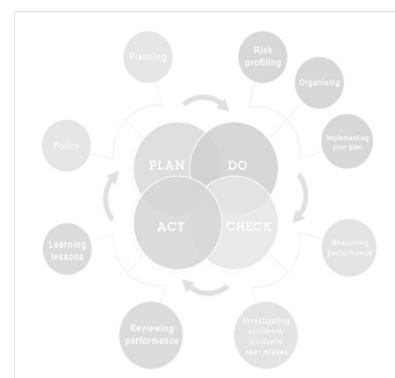 Planning
Risk
profiling
Organising
Implementing
your plan
Policy
PLAN
DO
ACT
CHECK
Learning
lessons
Measuring
performance
Reviewing
performance
Investigating
accidents/
incidents/
near misses